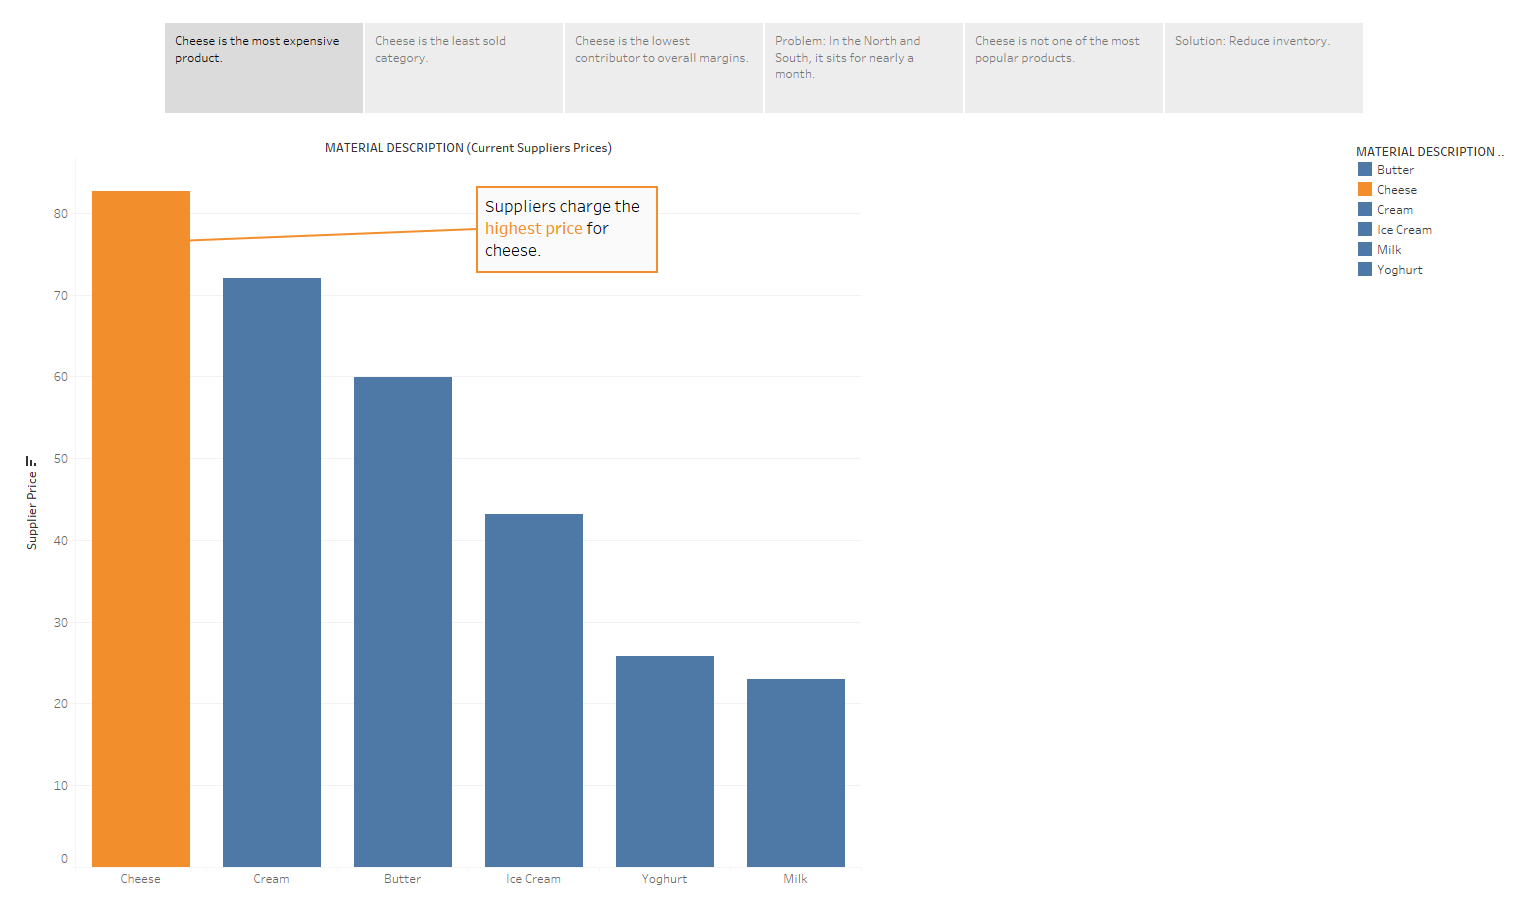 Cheese is the most expensive
product.
Cheese is the least sold
category.
Cheese is the lowest
contributor to overall margins.
Problem: In the North and
South, it sits for nearly a
month.
Cheese is not one of the most
popular products.
Solution: Reduce inventory.
MATERIAL DESCRIPTION (Current Suppliers Prices)
Suppliers charge the
highest price for
cheese.
80
70
60
50
40
30
20
10
0
Supplier Price
Cheese
Cream
Butter
Ice Cream
Yoghurt
Milk
MATERIAL DESCRIPTION ..
Butter
Cheese
Cream
Ice Cream
Milk
Yoghurt